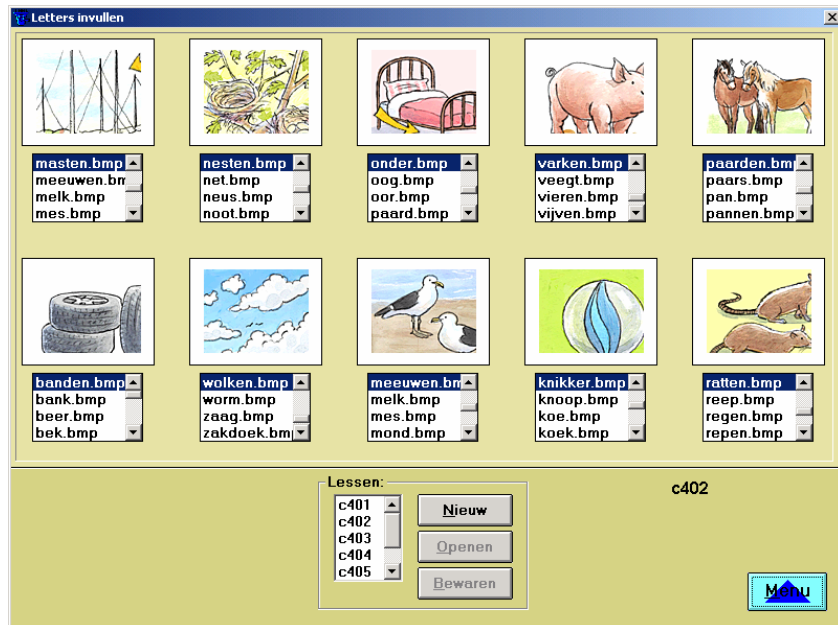 Letters invullen
masten.bmp
meeuwen.bm
melk.bmp
mes.bmp
nesten.bmp
net.bmp
neus.bmp
noot.bmp
onder.bmp
oog.bmp
oor.bmp
paard.bmp
varken.bmp
veegt.bmp
vieren.bmp
vijven.bmp
paarden.bm
paars.bmp
pan.bmp
pannen.bmp
banden.bmp
bank.bmp
beer.bmp
bek.bmp
wolken.bmp
worm.bmp
zaag.bmp
zakdoek.bm
meeuwen.bm
melk.bmp
mes.bmp
mond.bmp
knikker.bmp
knoop.bmp
koe.bmp
koek.bmp
ratten.bmp
reep.bmp
regen.bmp
repen.bmp
Lessen:
c401
c402
c403
c404
c405
Nieuw
Openen
Bewaren
c402
Menu